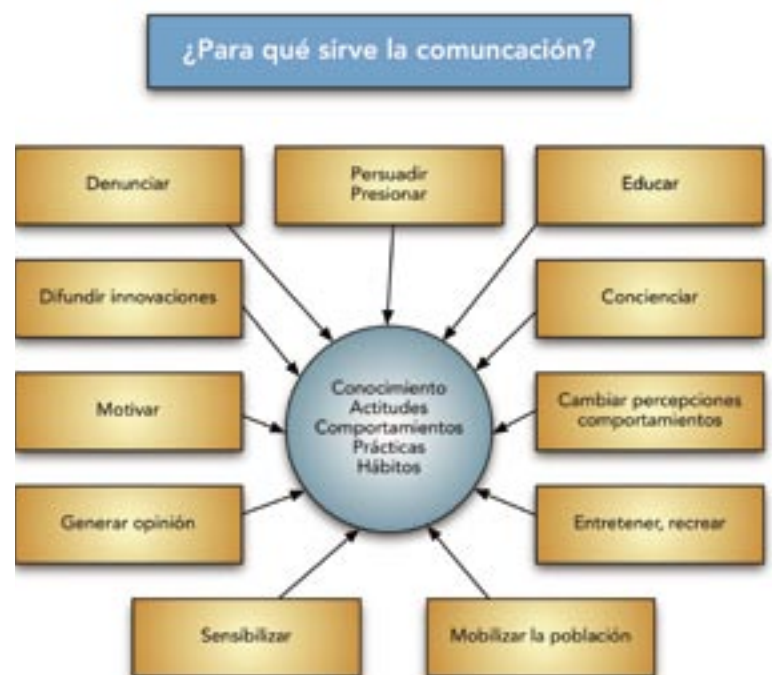 ¿Para qué sirve la comuncación?
Denunciar
Persuadir
Presionar
Educar
Difundir innovaciones
Concienciar
Conocimiento
Actitudes
Comportamientos
Prácticas
Hábitos
Motivar
Cambiar percepciones
comportamientos
Generar opinión
Entretener, recrear
Sensibilizar
Mobilizar la población